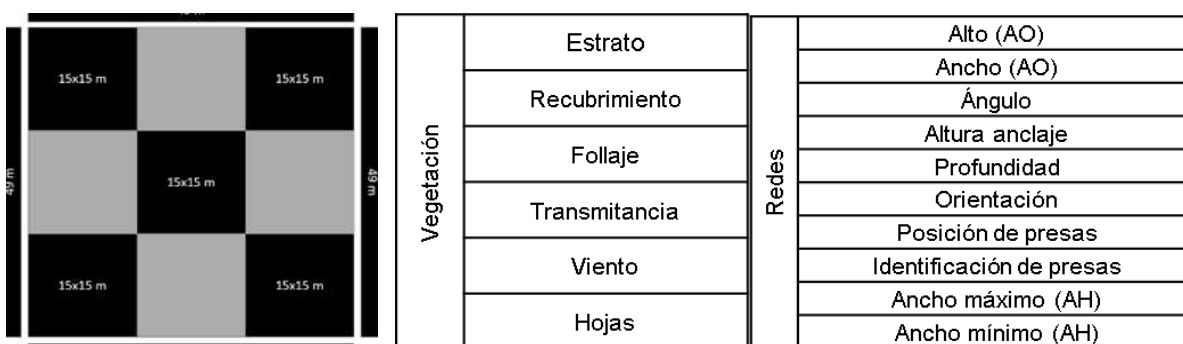 15x15 m
15x15 m
49 m
15x15 m
49 m
15x15 m
15x15 m
Vegetación
Estrato
Recubrimiento
Follaje
Transmitancia
Viento
Hojas
Redes
Alto (AO)
Ancho (AO)
Ángulo
Altura anclaje
Profundidad
Orientación
Posición de presas
Identificación de presas
Ancho máximo (AH)
Ancho mínimo (AH)